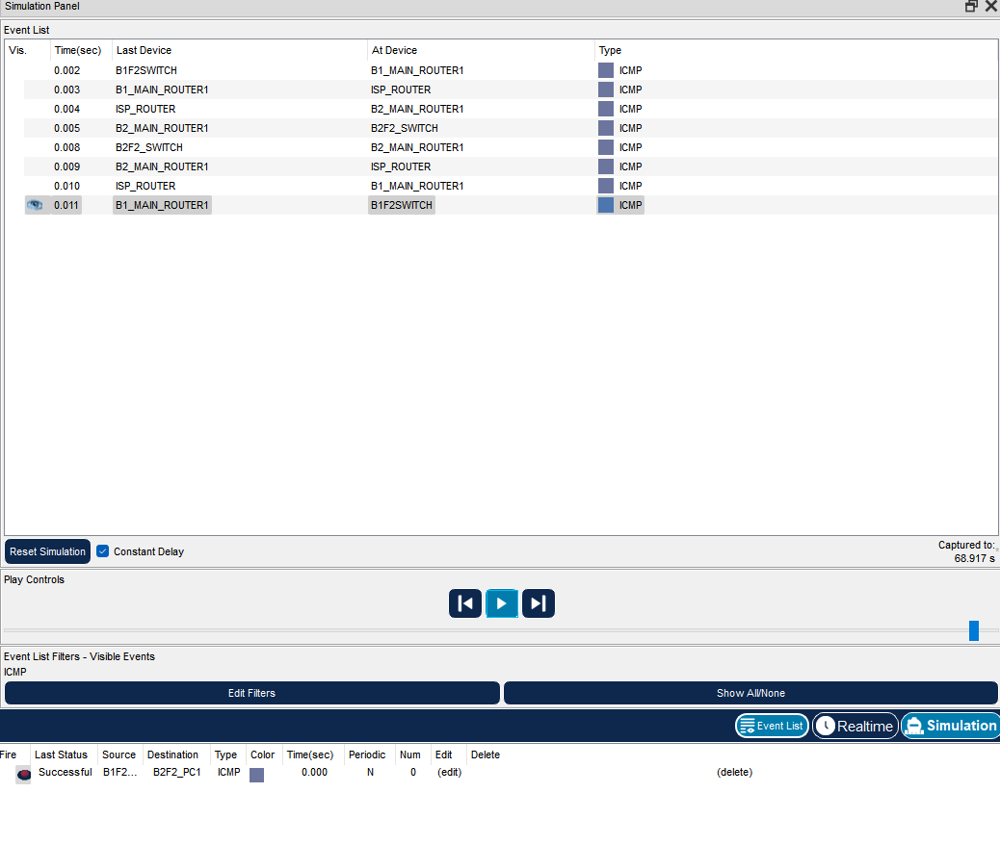 Simulation Panel
Event List
Vis. Time(sec) Last Device At Device Type
0.002 B1F2SWITCH B1_MAIN_ROUTER1 ICMP
0.003 B1_MAIN_ROUTER1 ISP_ROUTER ICMP
0.004 ISP_ROUTER B2_MAIN_ROUTER1 ICMP
0.005 B2_MAIN_ROUTER1 B2F2_SWITCH ICMP
0.008 B2F2_SWITCH B2_MAIN_ROUTER1 ICMP
0.009 B2_MAIN_ROUTER1 ISP_ROUTER ICMP
0.010 ISP_ROUTER B1_MAIN_ROUTER1 ICMP
0.011 B1_MAIN_ROUTER1 B1F2SWITCH ICMP
Reset Simulation Constant Delay Captured to:
68.917 s
Play Controls
Event List Filters - Visible Events
ICMP
Edit Filters Show All/None
Event List Realtime Simulation
Fire Last Status Source Destination Type Color Time(sec) Periodic Num Edit Delete
Successful B1F2... B2F2_PC1 ICMP 0.000 N 0 (edit) (delete)